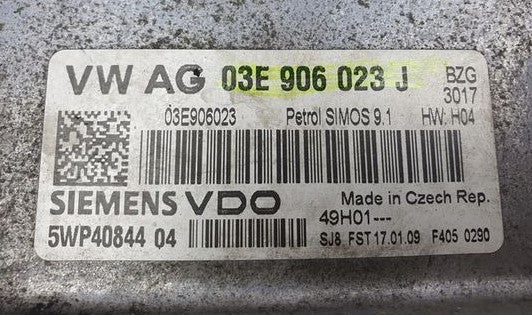 VW AG 03E 906 023 J BZG
3017
03E906023 Petrol SIMOS 9.1 HW: H04
SIEMENS VDO Made in Czech Rep.
49H01---
5WP40844 04 SJ8 FST 17.01.09 F405 0290